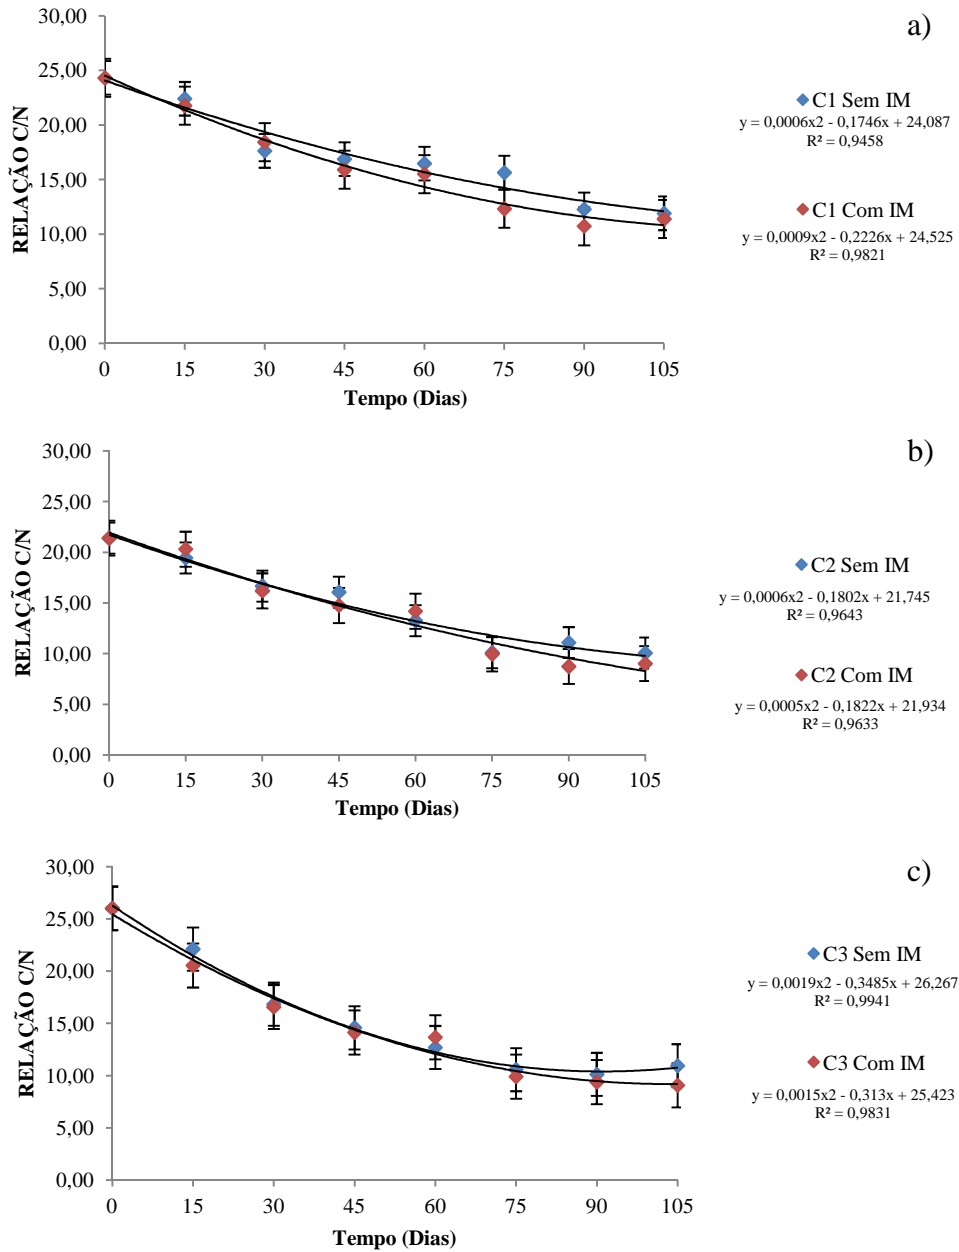 a)
30,00
25,00
20,00
15,00
10,00
5,00
0,00
RELAÇÃO C/N
0 15 30 45 60 75 90 105
Tempo (Dias)
C1 Sem IM
y = 0,0006x2 - 0,1746x + 24,087
R² = 0,9458
C1 Com IM
y = 0,0009x2 - 0,2226x + 24,525
R² = 0,9821
b)
30,00
25,00
20,00
15,00
10,00
5,00
0,00
RELAÇÃO C/N
0 15 30 45 60 75 90 105
Tempo (Dias)
C2 Sem IM
y = 0,0006x2 - 0,1802x + 21,745
R² = 0,9643
C2 Com IM
y = 0,0005x2 - 0,1822x + 21,934
R² = 0,9633
c)
30,00
25,00
20,00
15,00
10,00
5,00
0,00
RELAÇÃO C/N
0 15 30 45 60 75 90 105
Tempo (Dias)
C3 Sem IM
y = 0,0019x2 - 0,3485x + 26,267
R² = 0,9941
C3 Com IM
y = 0,0015x2 - 0,313x + 25,423
R² = 0,9831